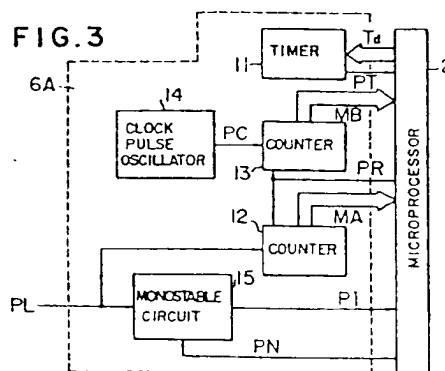 FIG.3
6A
TIMER
11
Td
PT
2
14
CLOCK
PULSE
OSCILLATOR
PC
MB
COUNTER
13
PR
12
MA
COUNTER
MICROPROCESSOR
15
PL
MONOSTABLE
CIRCUIT
PI
PN